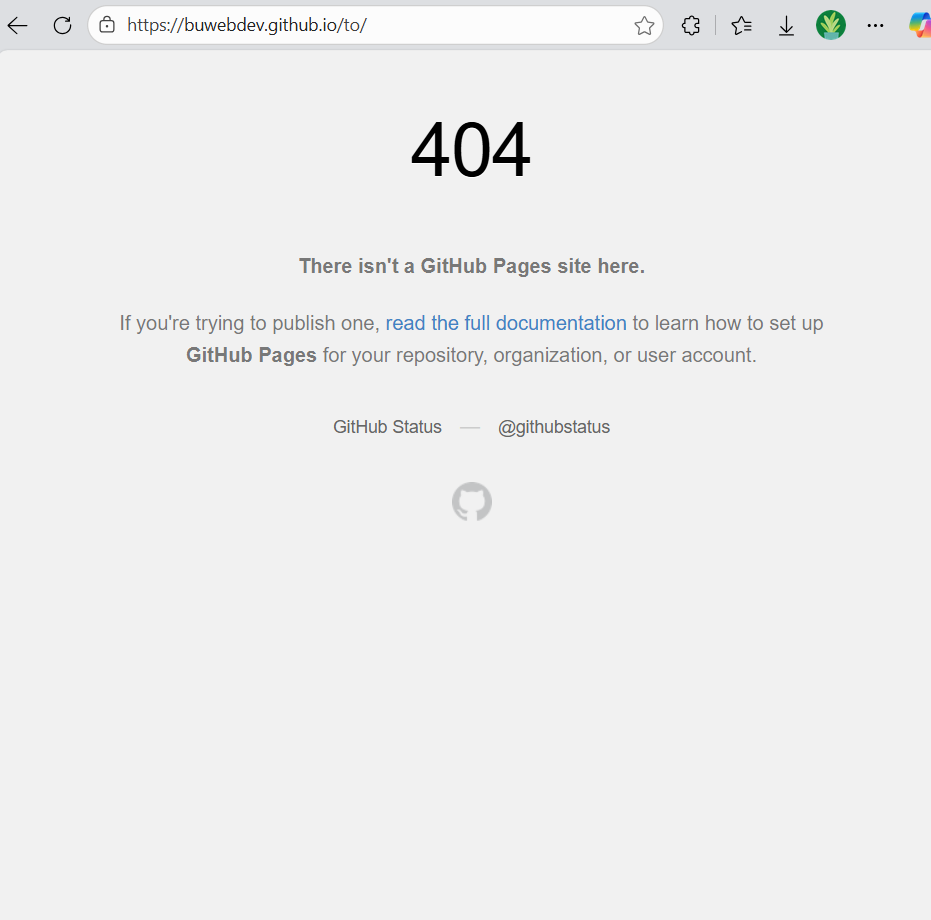 https://buwebdev.github.io/to/
404
There isn't a GitHub Pages site here.
If you're trying to publish one, read the full documentation to learn how to set up
GitHub Pages for your repository, organization, or user account.
GitHub Status — @githubstatus